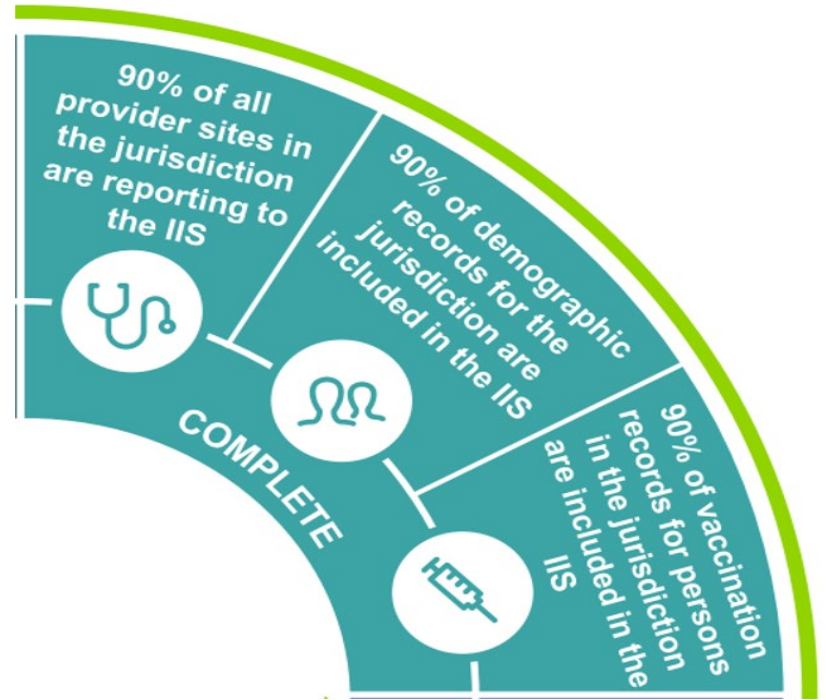 90% of all
provider sites in
the jurisdiction
are reporting to
the IIS
90% of demographic
records for the
jurisdiction are
included in the IIS
90% of vaccination
records for persons
in the jurisdiction
are included in the
IIS
COMPLETE